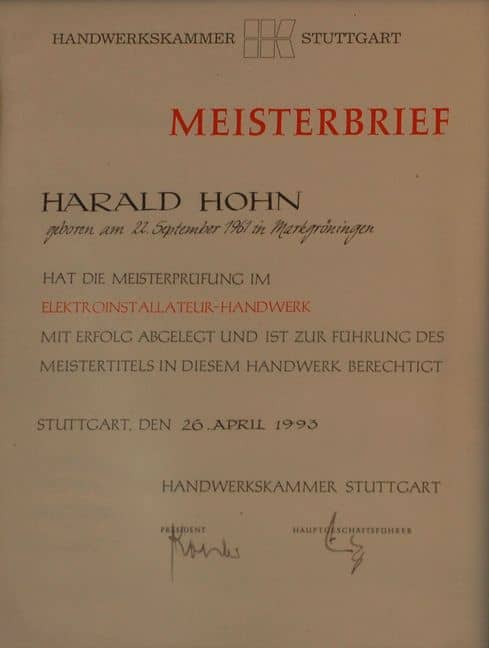 HANDWERKSKAMMER HK STUTTGART
MEISTERBRIEF
HARALD HOHN
geboren am 22. September 1961 in Markgröningen
HAT DIE MEISTERPRÜFUNG IM
ELEKTROINSTALLATEUR-HANDWERK
MIT ERFOLG ABGELEGT UND IST ZUR FÜHRUNG DES
MEISTERTITELS IN DIESEM HANDWERK BERECHTIGT
STUTTGART, DEN 26. APRIL 1993
HANDWERKSKAMMER STUTTGART
PRÄSIDENT HAUPTGESCHÄFTSFÜHRER